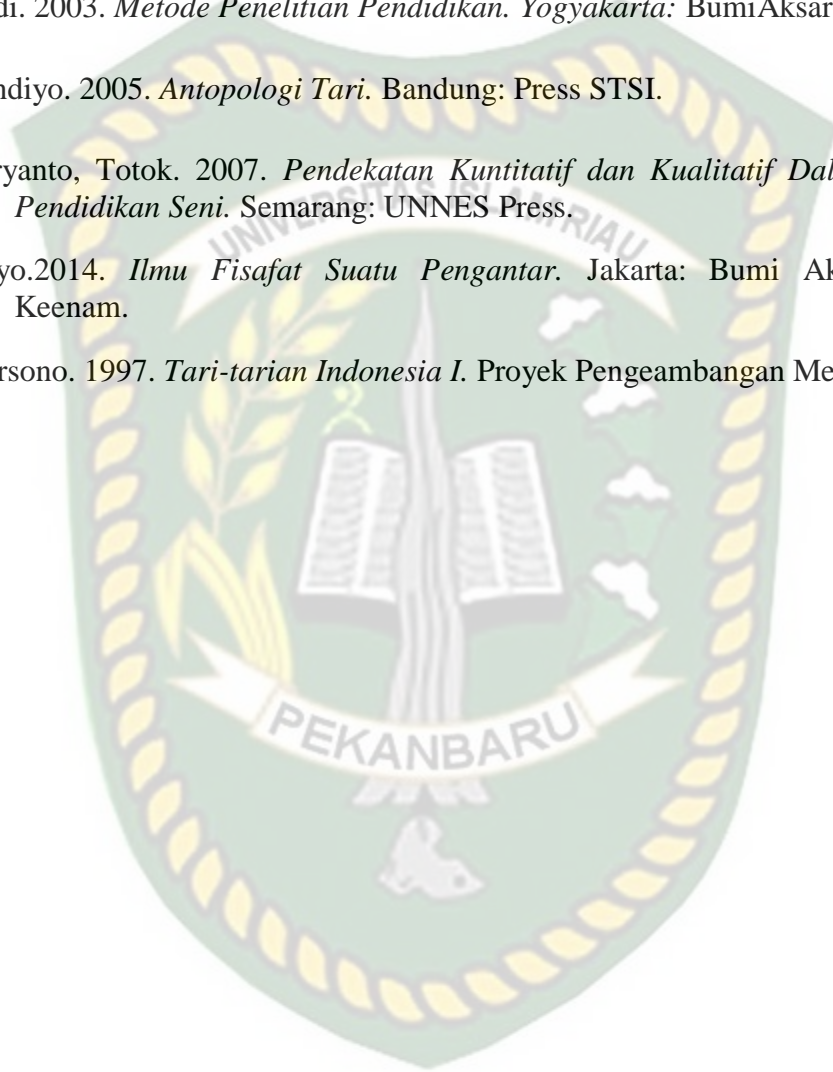 di. 2003. Metode Penelitian Pendidikan. Yogyakarta: BumiAksar
ndiyo. 2005. Antopologi Tari. Bandung: Press STSI.
ryanto, Totok. 2007. Pendekatan Kuntitatif dan Kualitatif Dal
Pendidikan Seni. Semarang: UNNES Press.
yo.2014. Ilmu Fisafat Suatu Pengantar. Jakarta: Bumi Ak
Keenam.
rsono. 1997. Tari-tarian Indonesia I. Proyek Pengeambangan Me
UNIVERSITAS ISLAM RIAU
PEKANBARU